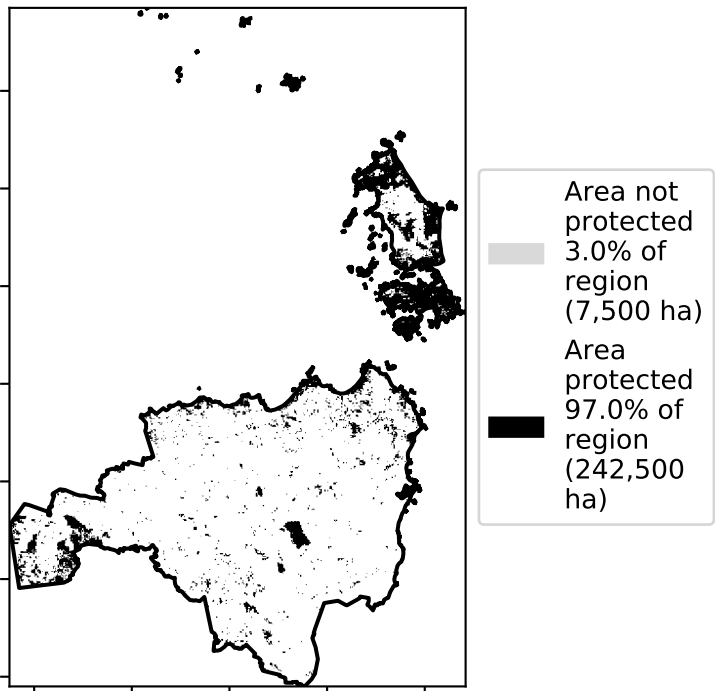 Area not
protected
3.0% of
region
(7,500 ha)
Area
protected
97.0% of
region
(242,500
ha)